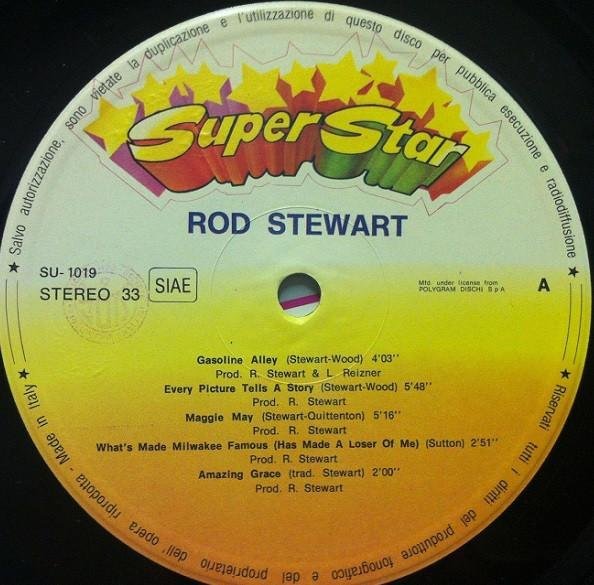 ★ Salvo autorizzazione, sono vietate la duplicazione e l'utilizzazione di questo disco per pubblica esecuzione e radiodiffusione ★
Super Star
ROD STEWART
SU-1019
STEREO 33
SIAE
Mfd. under license from
POLYGRAM DISCHI S p A
A
Gasoline Alley (Stewart-Wood) 4'03''
Prod. R. Stewart & L. Reizner
Every Picture Tells A Story (Stewart-Wood) 5'48''
Prod. R. Stewart
Maggie May (Stewart-Quittenton) 5'16''
Prod. R. Stewart
What's Made Milwakee Famous (Has Made A Loser Of Me) (Sutton) 2'51''
Prod. R. Stewart
Amazing Grace (trad. Stewart) 2'00''
Prod. R. Stewart
★ Riservati tutti i diritti del produttore fonografico e del proprietario dell'opera riprodotta - Made in Italy ★